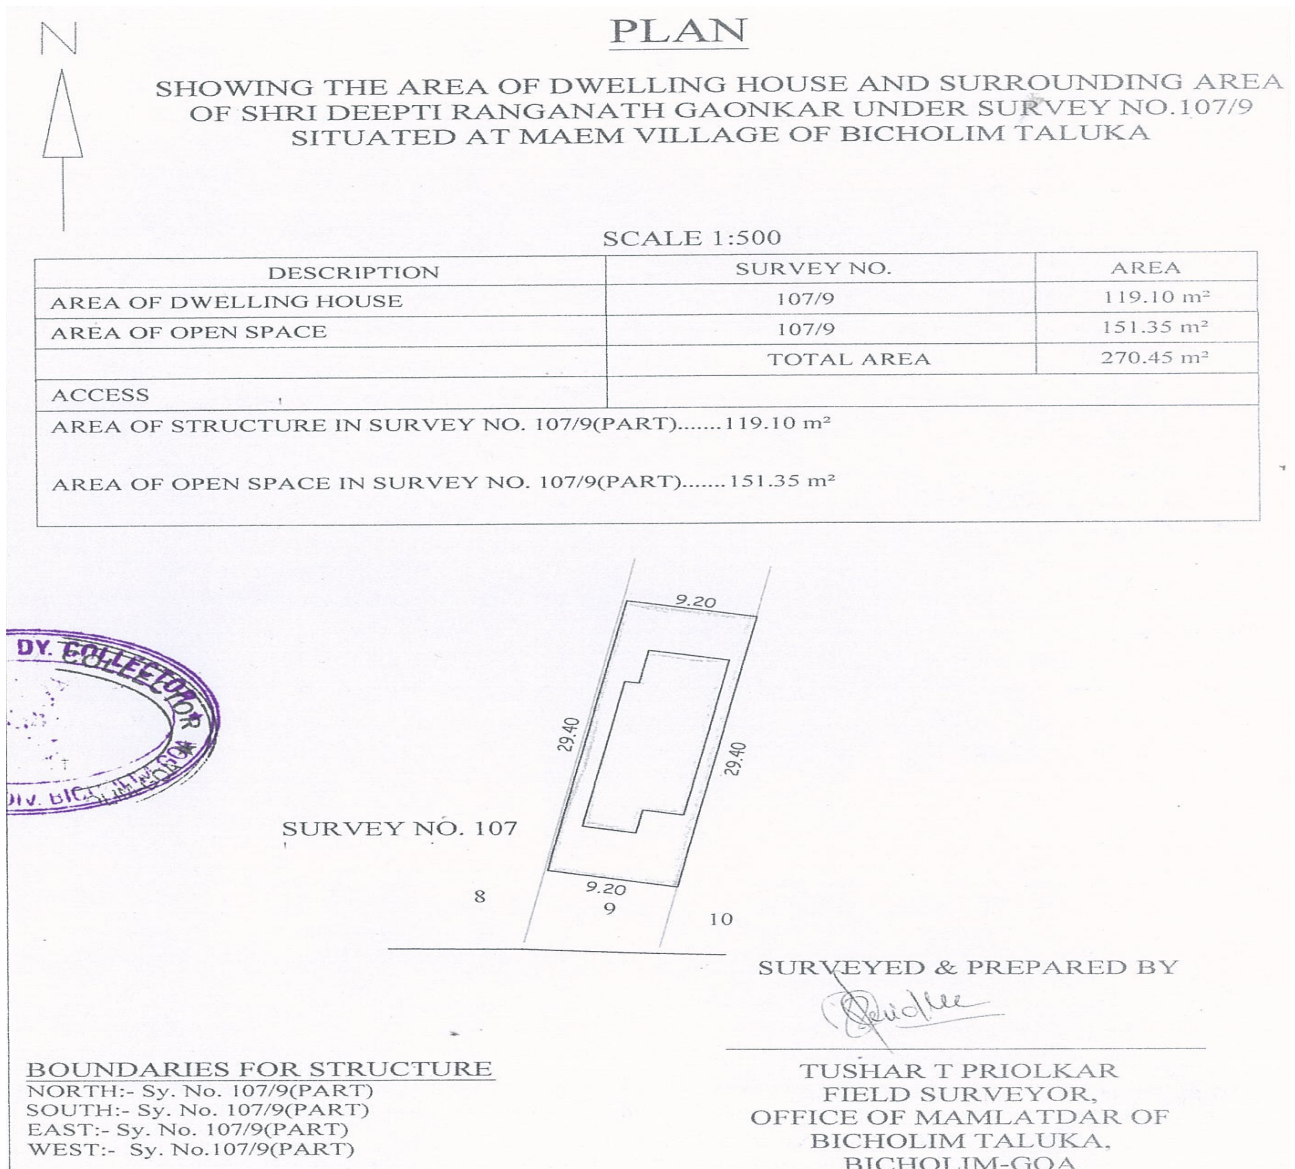 N
PLAN
SHOWING THE AREA OF DWELLING HOUSE AND SURROUNDING AREA
OF SHRI DEEPTI RANGANATH GAONKAR UNDER SURVEY NO.107/9
SITUATED AT MAEM VILLAGE OF BICHOLIM TALUKA
SCALE 1:500
DESCRIPTION SURVEY NO. AREA
AREA OF DWELLING HOUSE 107/9 119.10 m²
AREA OF OPEN SPACE 107/9 151.35 m²
TOTAL AREA 270.45 m²
ACCESS
AREA OF STRUCTURE IN SURVEY NO. 107/9(PART).......119.10 m²
AREA OF OPEN SPACE IN SURVEY NO. 107/9(PART).......151.35 m²
9.20
29.40
29.40
9.20
DY. COLLECTOR
SURVEY NO. 107
8
9
10
SURVEYED & PREPARED BY
BOUNDARIES FOR STRUCTURE
NORTH:- Sy. No. 107/9(PART)
SOUTH:- Sy. No. 107/9(PART)
EAST:- Sy. No. 107/9(PART)
WEST:- Sy. No.107/9(PART)
TUSHAR T PRIOLKAR
FIELD SURVEYOR,
OFFICE OF MAMLATDAR OF
BICHOLIM TALUKA,
BICHOLIM-GOA